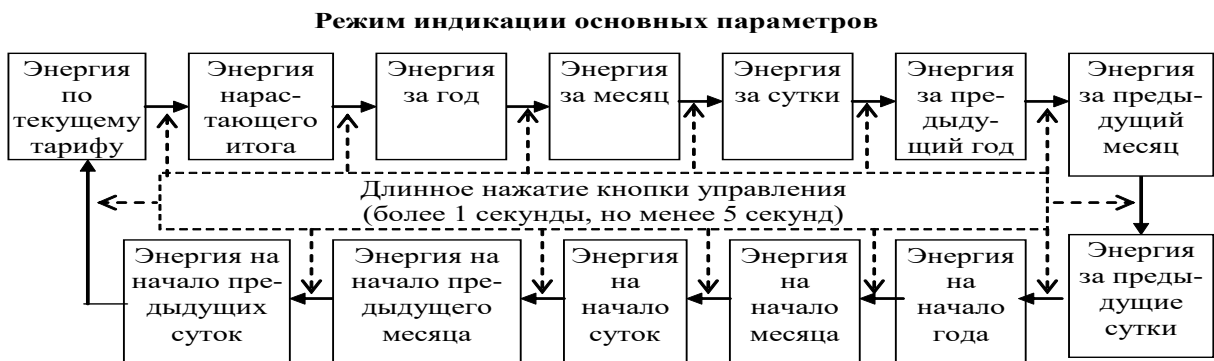 Режим индикации основных параметров
Энергия
по
текущему
тарифу
Энергия
нарас-
тающего
итога
Энергия
за год
Энергия
за месяц
Энергия
за сутки
Энергия
за пре-
дыду-
щий год
Энергия
за преды-
дущий
месяц
Длинное нажатие кнопки управления
(более 1 секунды, но менее 5 секунд)
Энергия на
начало пре-
дыдущих
суток
Энергия на
начало пре-
дыдущего
месяца
Энергия
на
начало
суток
Энергия
на
начало
месяца
Энергия
на
начало
года
Энергия
за преды-
дущие
сутки